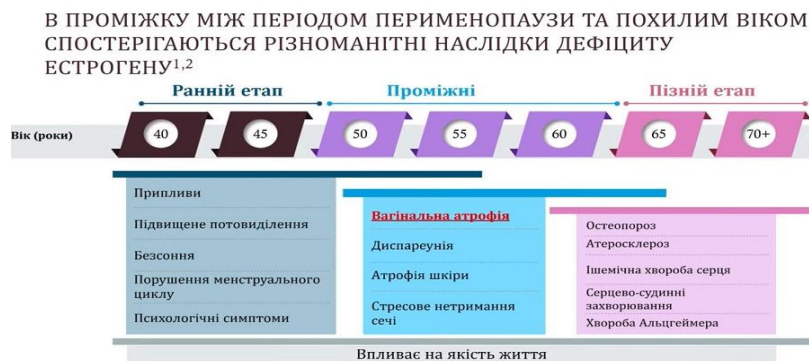 В ПРОМІЖКУ МІЖ ПЕРІОДОМ ПЕРИМЕНОПАУЗИ ТА ПОХИЛИМ ВІКОМ
СПОСТЕРІГАЮТЬСЯ РІЗНОМАНІТНІ НАСЛІДКИ ДЕФІЦИТУ
ЕСТРОГЕНУ1,2
Ранній етап Проміжні Пізній етап
Вік (роки) 40 45 50 55 60 65 70+
Припливи
Підвищене потовиділення
Безсоння
Порушення менструального
циклу
Психологічні симптоми
Вагінальна атрофія
Диспареунія
Атрофія шкіри
Стресове нетримання
сечі
Остеопороз
Атеросклероз
Ішемічна хвороба серця
Серцево-судинні
захворювання
Хвороба Альцгеймера
Впливає на якість життя